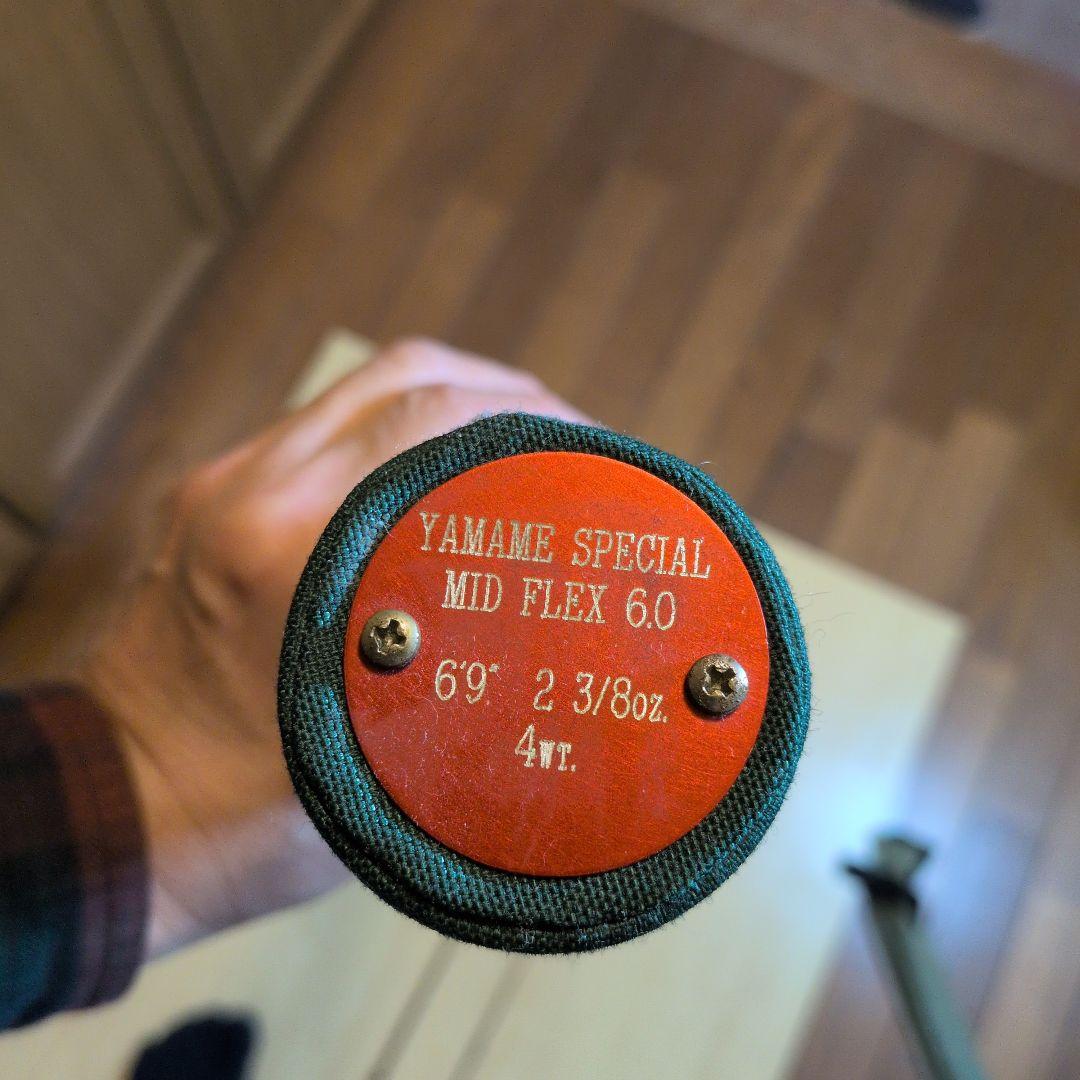 YAMAME SPECIAL
MID FLEX 6.0
6'9" 2 3/8oz.
4WT.